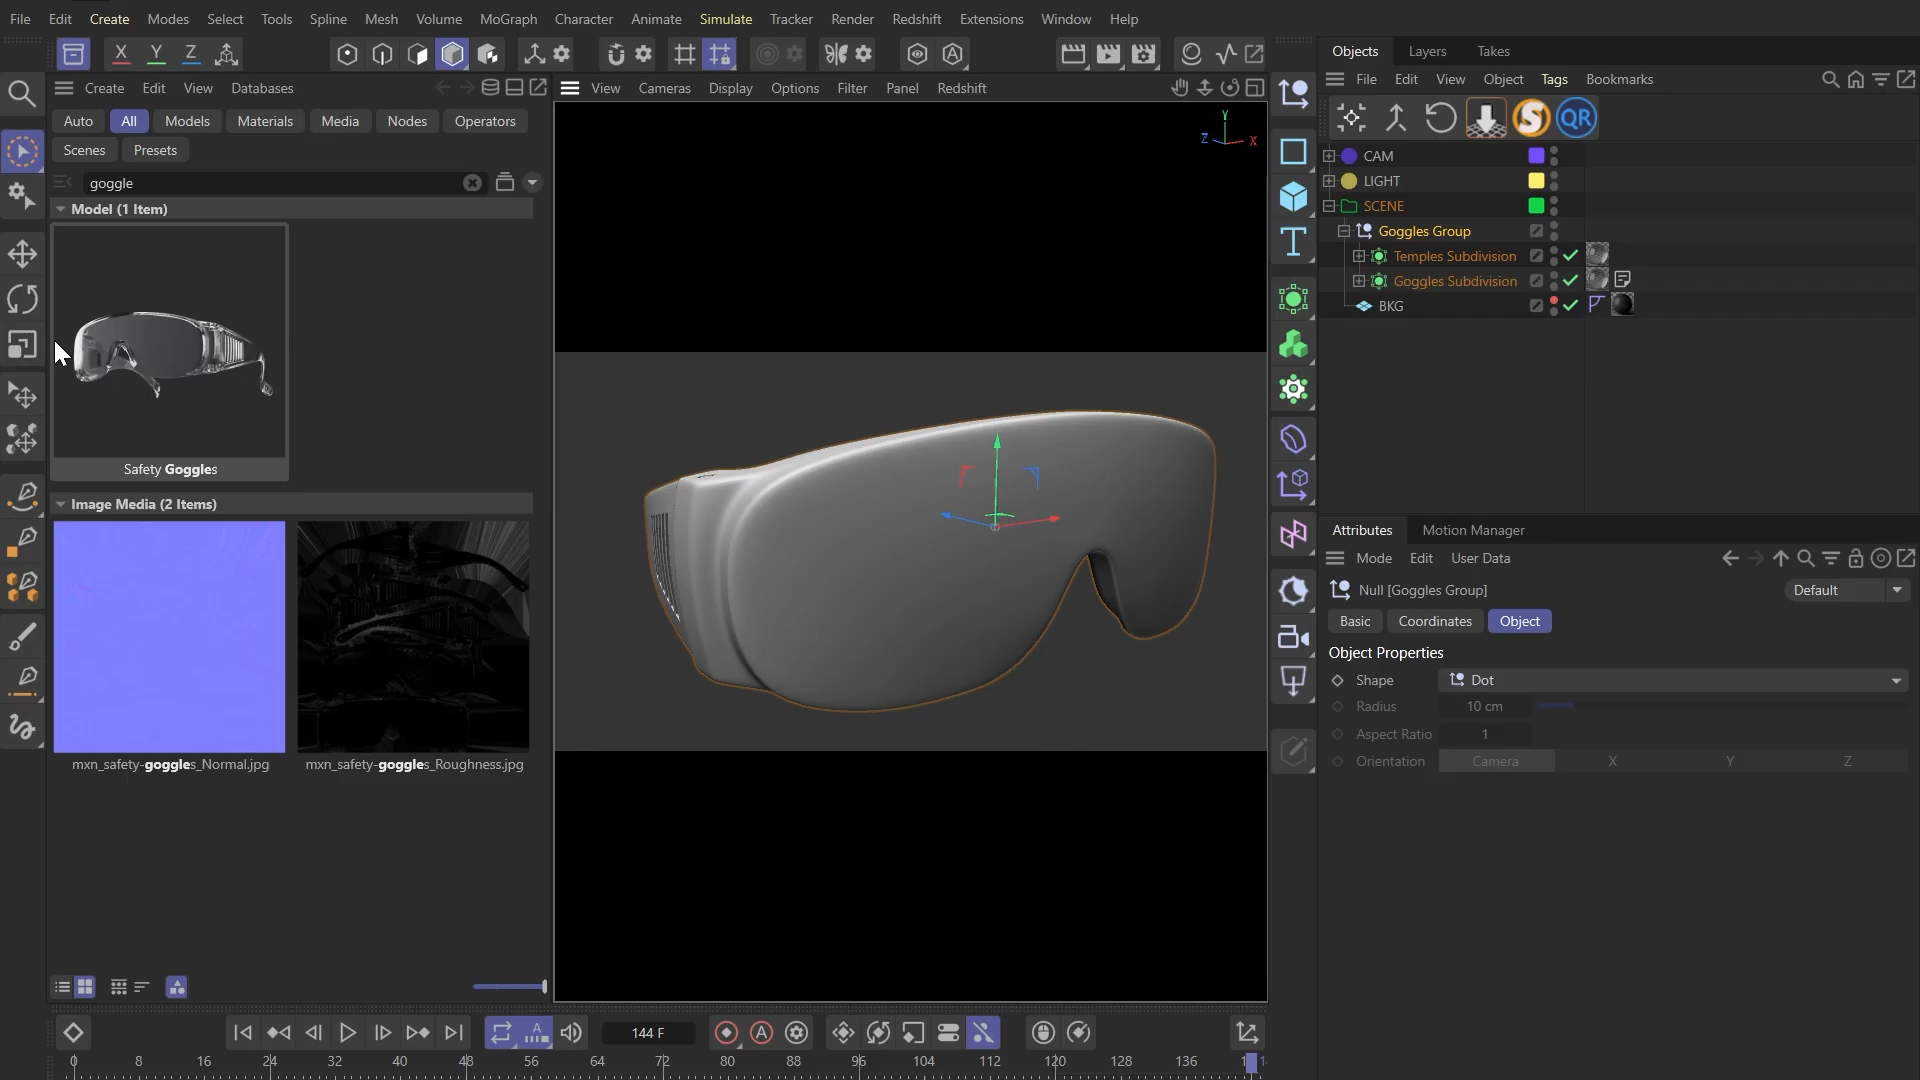 File Edit Create Modes Select Tools Spline Mesh Volume MoGraph Character Animate Simulate Tracker Render Redshift Extensions Window Help
X Y Z
Objects Layers Takes
Create Edit View Databases
View Cameras Display Options Filter Panel Redshift
File Edit View Object Tags Bookmarks
Auto All Models Materials Media Nodes Operators
Scenes Presets
goggle
Model (1 Item)
Safety Goggles
Image Media (2 Items)
mxn_safety-goggles_Normal.jpg mxn_safety-goggles_Roughness.jpg
Y
Z X
T
S QR
CAM
LIGHT
SCENE
Goggles Group
Temples Subdivision
Goggles Subdivision
BKG
Attributes Motion Manager
Mode Edit User Data
Null [Goggles Group] Default
Basic Coordinates Object
Object Properties
Shape Dot
Radius 10 cm
Aspect Ratio 1
Orientation Camera X Y Z
A 144 F A
0 8 16 24 32 40 48 56 64 72 80 88 96 104 112 120 128 136